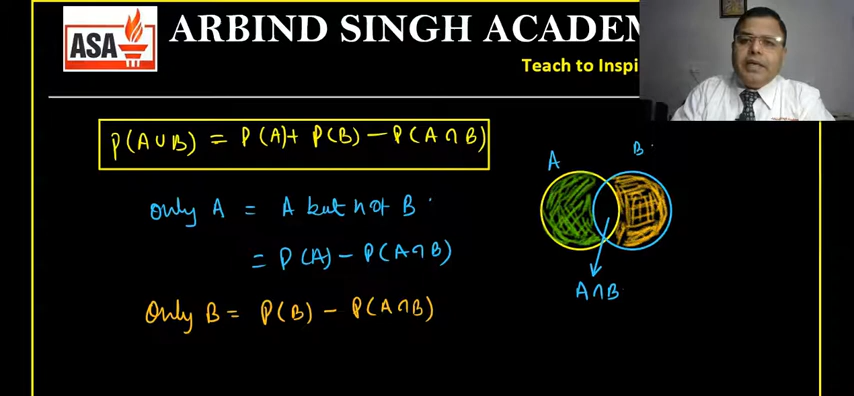 ASA
ARBIND SINGH ACADEM
Teach to Inspi
P(A∪B) = P(A) + P(B) − P(A∩B)
Only A = A but not B.
= P(A) − P(A∩B)
Only B = P(B) − P(A∩B)
A
B
A∩B